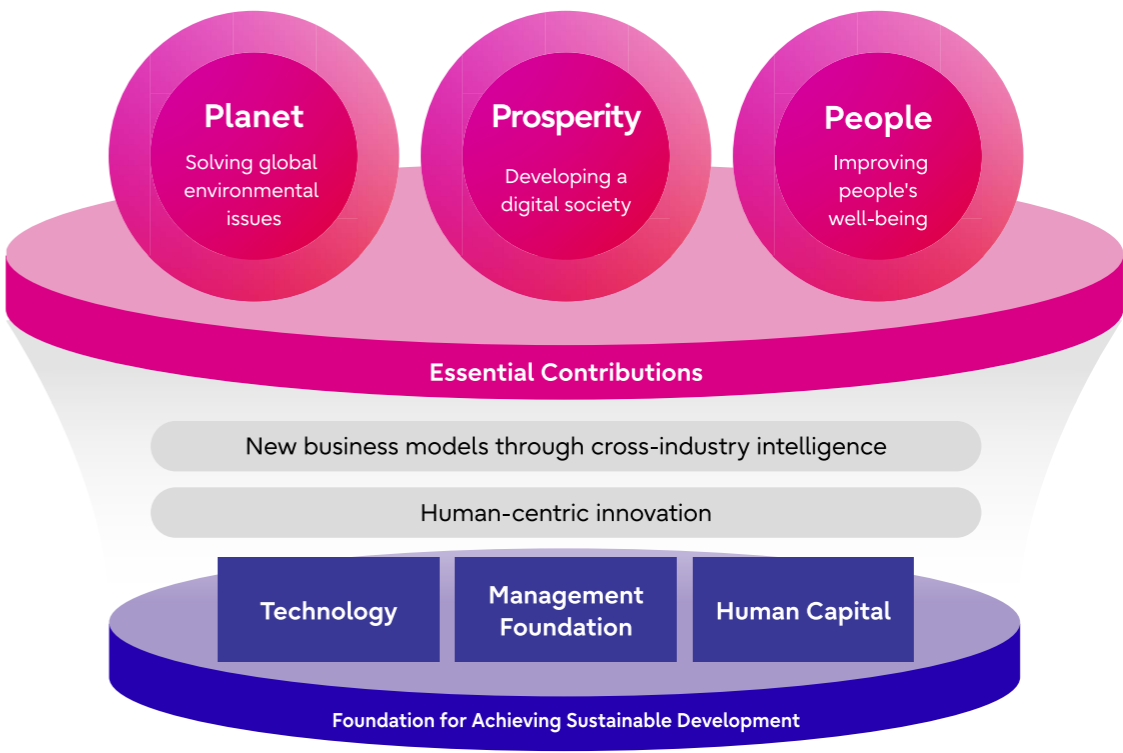 Planet
Solving global
environmental
issues
Prosperity
Developing a
digital society
People
Improving
people's
well-being
Essential Contributions
New business models through cross-industry intelligence
Human-centric innovation
Technology
Management
Foundation
Human Capital
Foundation for Achieving Sustainable Development